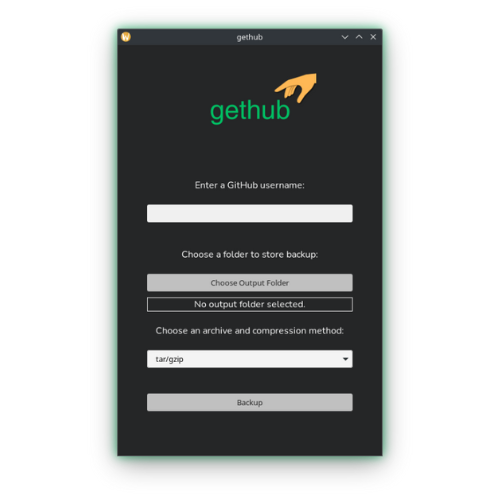 gethub
gethub
Enter a GitHub username:
Choose a folder to store backup:
Choose Output Folder
No output folder selected.
Choose an archive and compression method:
tar/gzip
Backup